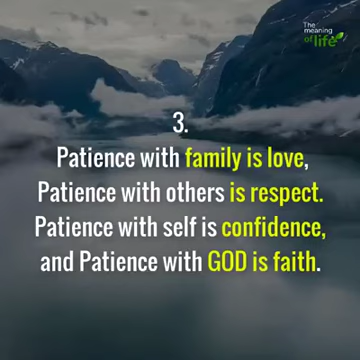 The
meaning
of life
3.
Patience with family is love,
Patience with others is respect.
Patience with self is confidence,
and Patience with GOD is faith.